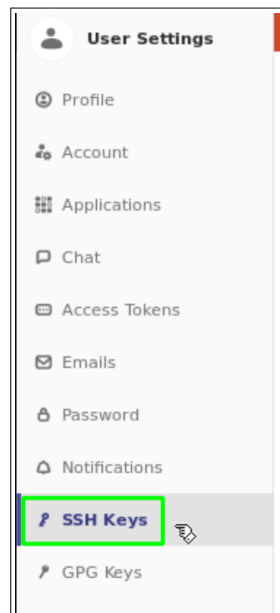 User Settings
Profile
Account
Applications
Chat
Access Tokens
Emails
Password
Notifications
SSH Keys
GPG Keys